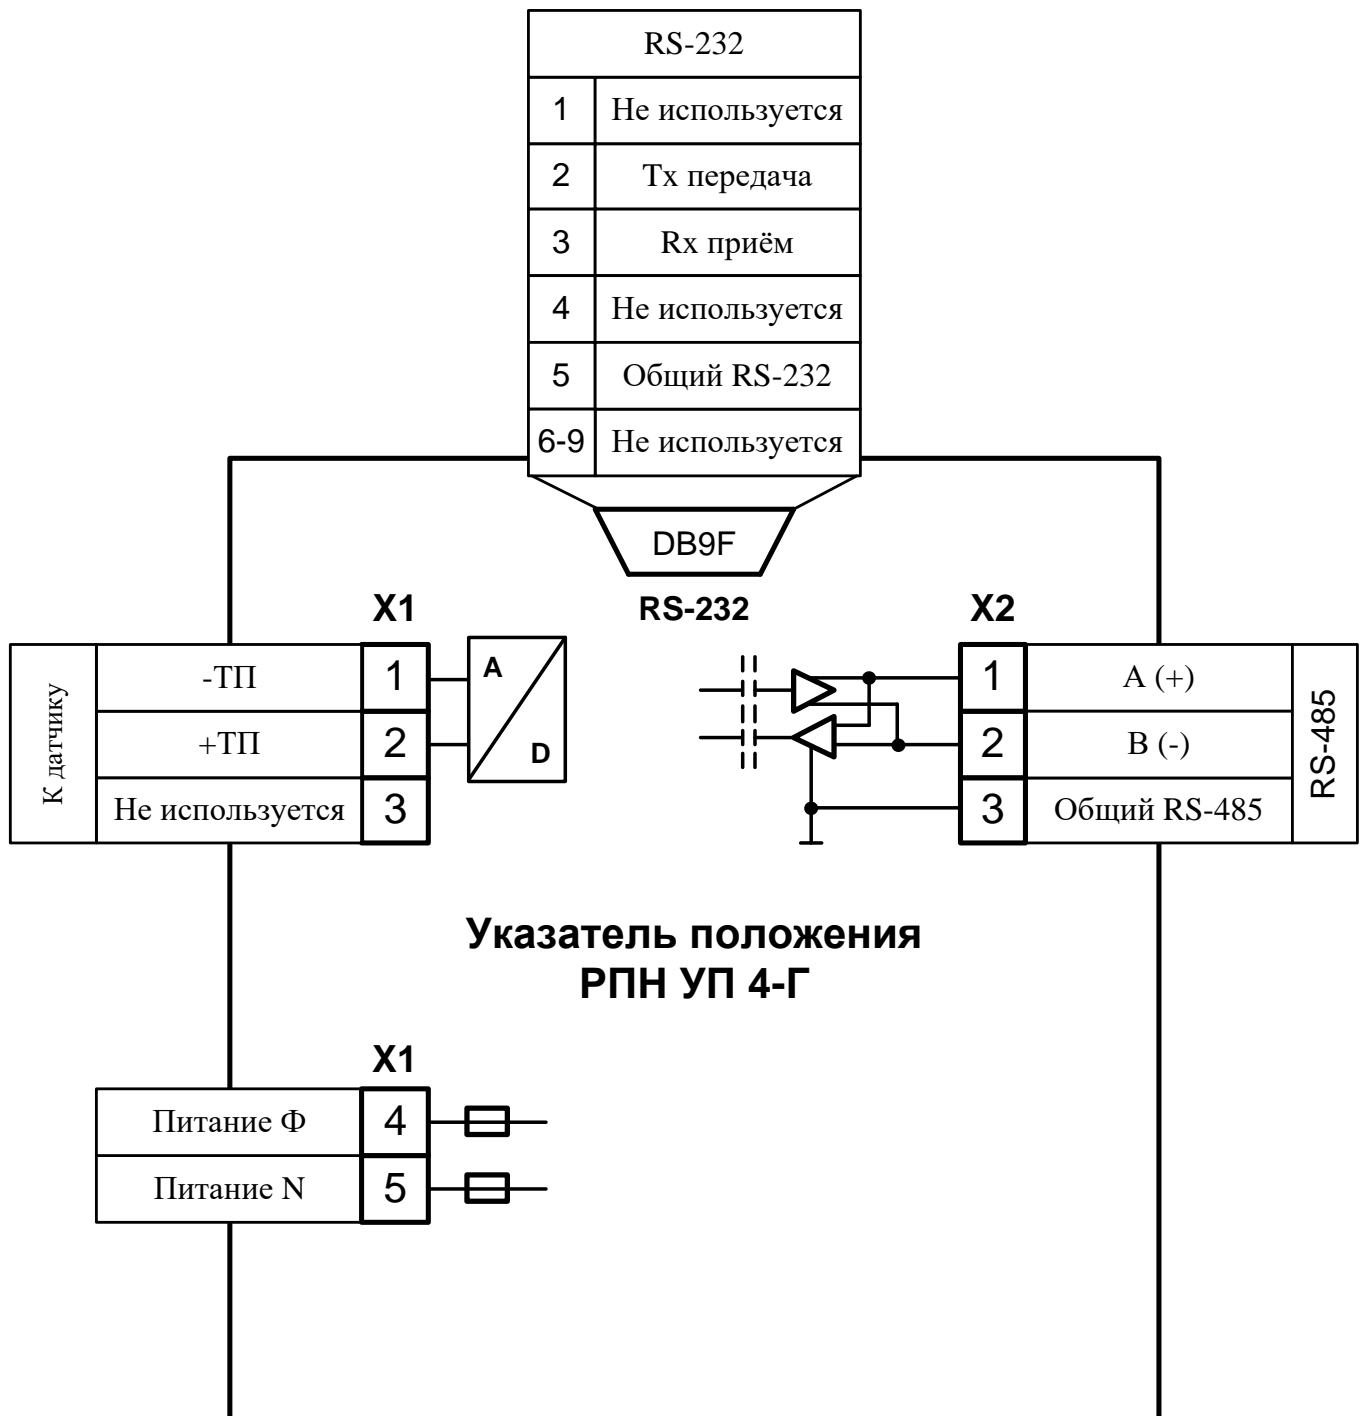 RS-232
1 Не используется
2 Tx передача
3 Rx приём
4 Не используется
5 Общий RS-232
6-9 Не используется
DB9F
RS-232
X1
К датчику
-ТП 1
+ТП 2
Не используется 3
A
D
X2
1 A (+)
2 B (-)
3 Общий RS-485
RS-485
Указатель положения
РПН УП 4-Г
X1
Питание Ф 4
Питание N 5